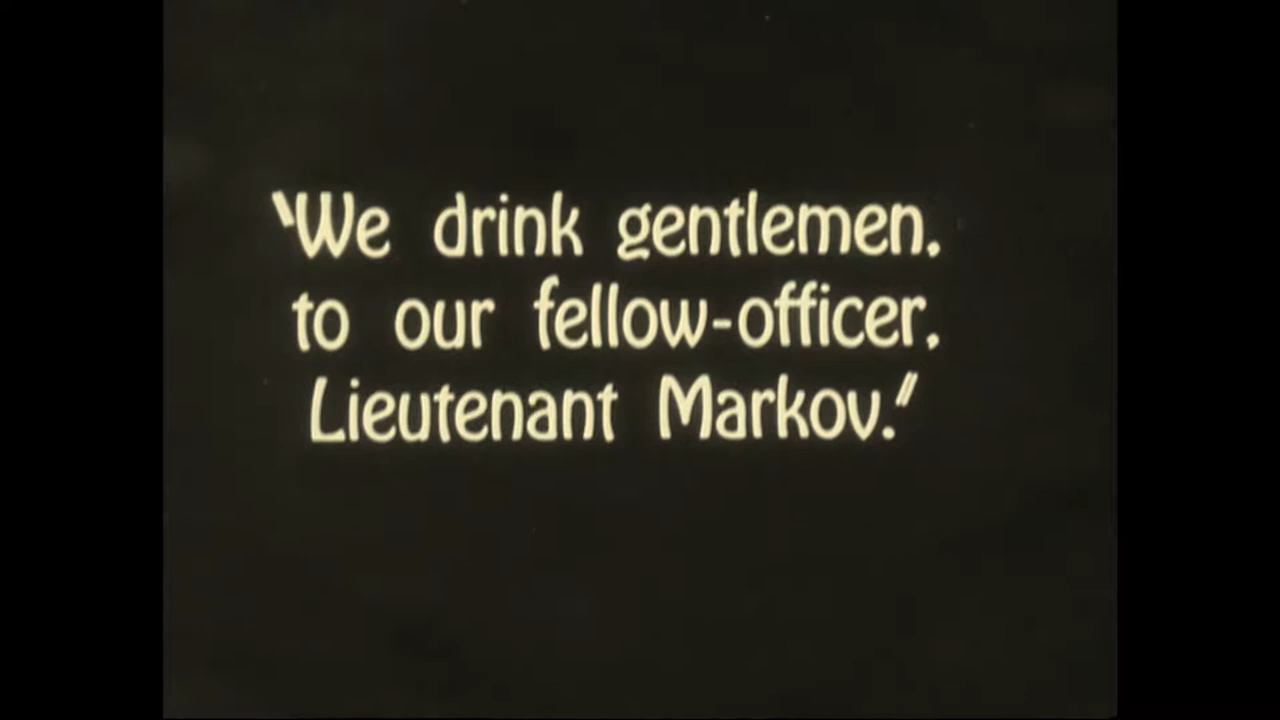 "We drink gentlemen,
to our fellow-officer,
Lieutenant Markov."